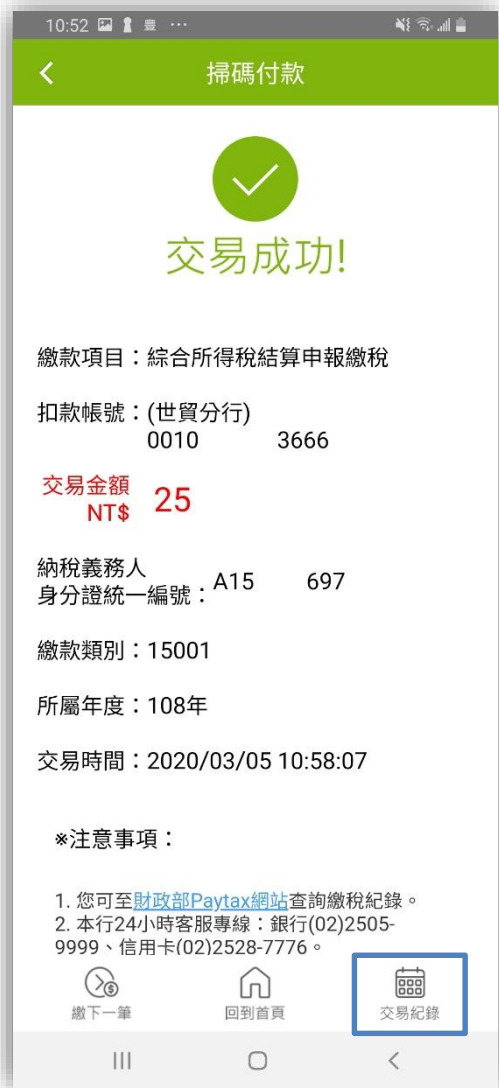 10:52 豐 ...
掃碼付款
交易成功!
繳款項目：綜合所得稅結算申報繳稅
扣款帳號：(世貿分行)
0010 3666
交易金額
NT$ 25
納稅義務人
身分證統一編號：A15 697
繳款類別：15001
所屬年度：108年
交易時間：2020/03/05 10:58:07
※注意事項：
1. 您可至財政部Paytax網站查詢繳稅紀錄。
2. 本行24小時客服專線：銀行(02)2505-
9999、信用卡(02)2528-7776。
繳下一筆 回到首頁 交易紀錄